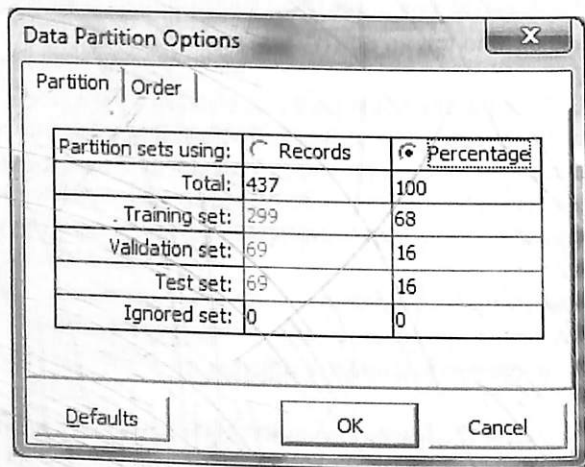 Data Partition Options
Partition Order
Partition sets using: Records Percentage
Total: 437 100
Training set: 299 68
Validation set: 69 16
Test set: 69 16
Ignored set: 0 0
Defaults OK Cancel